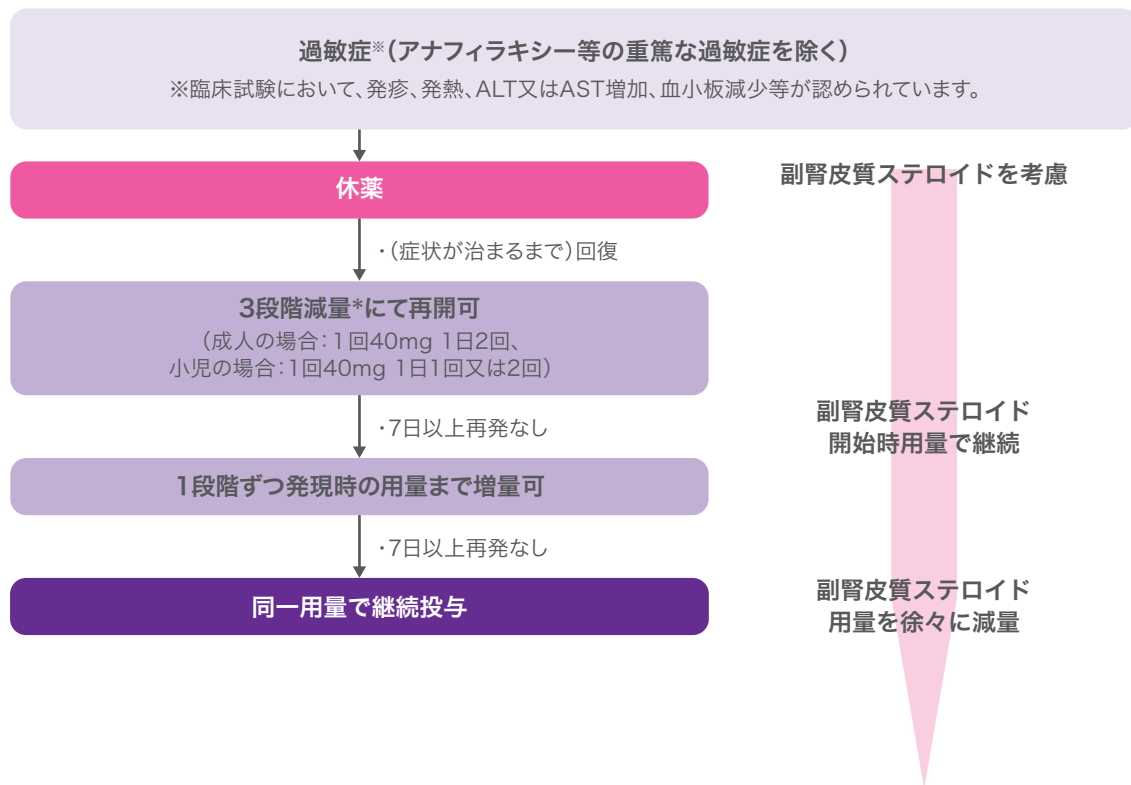 過敏症※（アナフィラキシー等の重篤な過敏症を除く）
※臨床試験において、発疹、発熱、ALT又はAST増加、血小板減少等が認められています。
休薬
副腎皮質ステロイドを考慮
・（症状が治まるまで）回復
3段階減量*にて再開可
（成人の場合：1回40mg 1日2回、
小児の場合：1回40mg 1日1回又は2回）
・7日以上再発なし
副腎皮質ステロイド
開始時用量で継続
1段階ずつ発現時の用量まで増量可
・7日以上再発なし
同一用量で継続投与
副腎皮質ステロイド
用量を徐々に減量